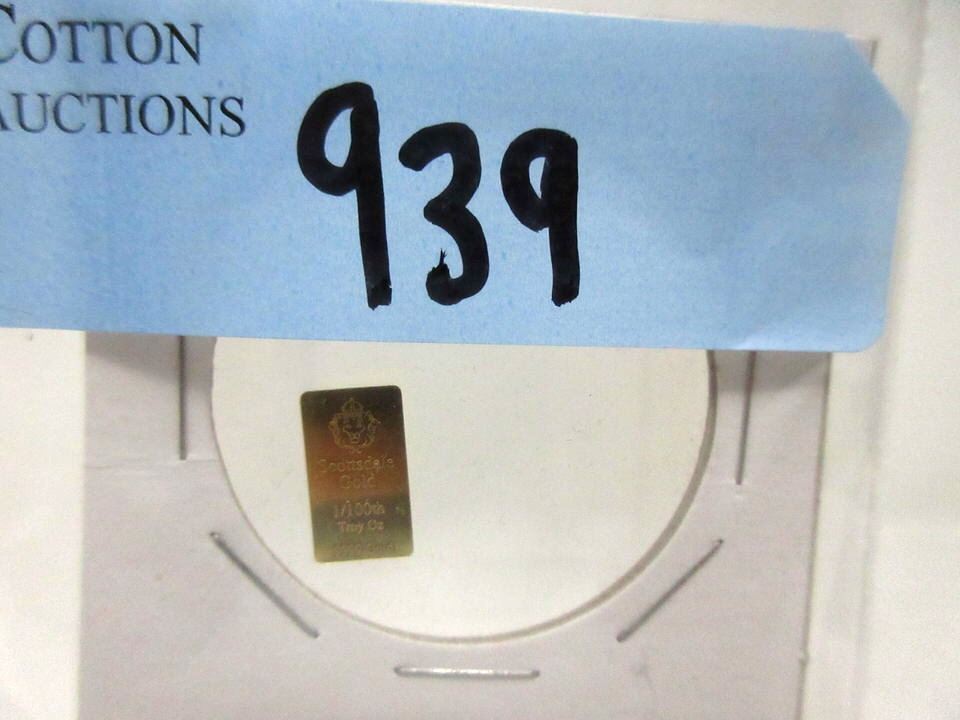 COTTON
AUCTIONS
939
Scottsdale
Gold
1/100th
Troy Oz